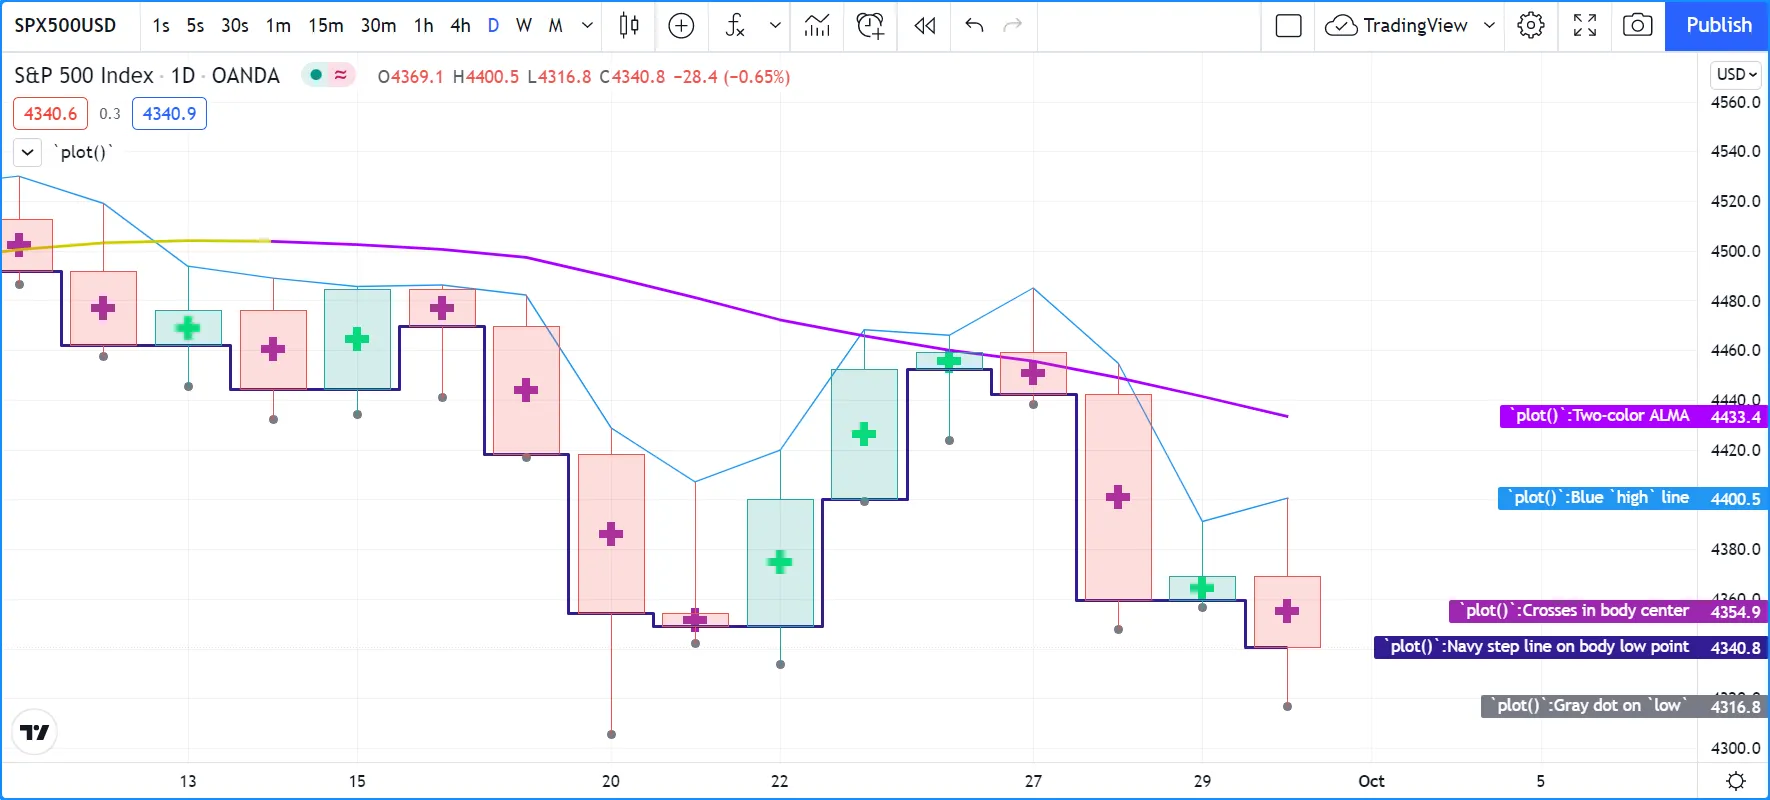 SPX500USD 1s 5s 30s 1m 15m 30m 1h 4h D W M fx TradingView Publish
S&P 500 Index · 1D · OANDA ≈ O4369.1 H4400.5 L4316.8 C4340.8 −28.4 (−0.65%) USD
4340.6 0.3 4340.9
`plot()`
4560.0
4540.0
4520.0
4500.0
4480.0
4460.0
4440.0
`plot()`:Two-color ALMA 4433.4
4420.0
`plot()`:Blue `high` line 4400.5
4380.0
4360.0
`plot()`:Crosses in body center 4354.9
`plot()`:Navy step line on body low point 4340.8
`plot()`:Gray dot on `low` 4316.8
4300.0
13 15 20 22 27 29 Oct 5